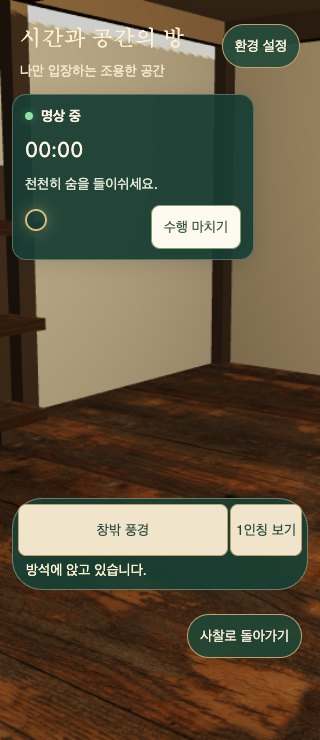 시간과 공간의 방
환경 설정
나만 입장하는 조용한 공간
명상 중
00:00
천천히 숨을 들이쉬세요.
수행 마치기
창밖 풍경
1인칭 보기
방석에 앉고 있습니다.
사찰로 돌아가기